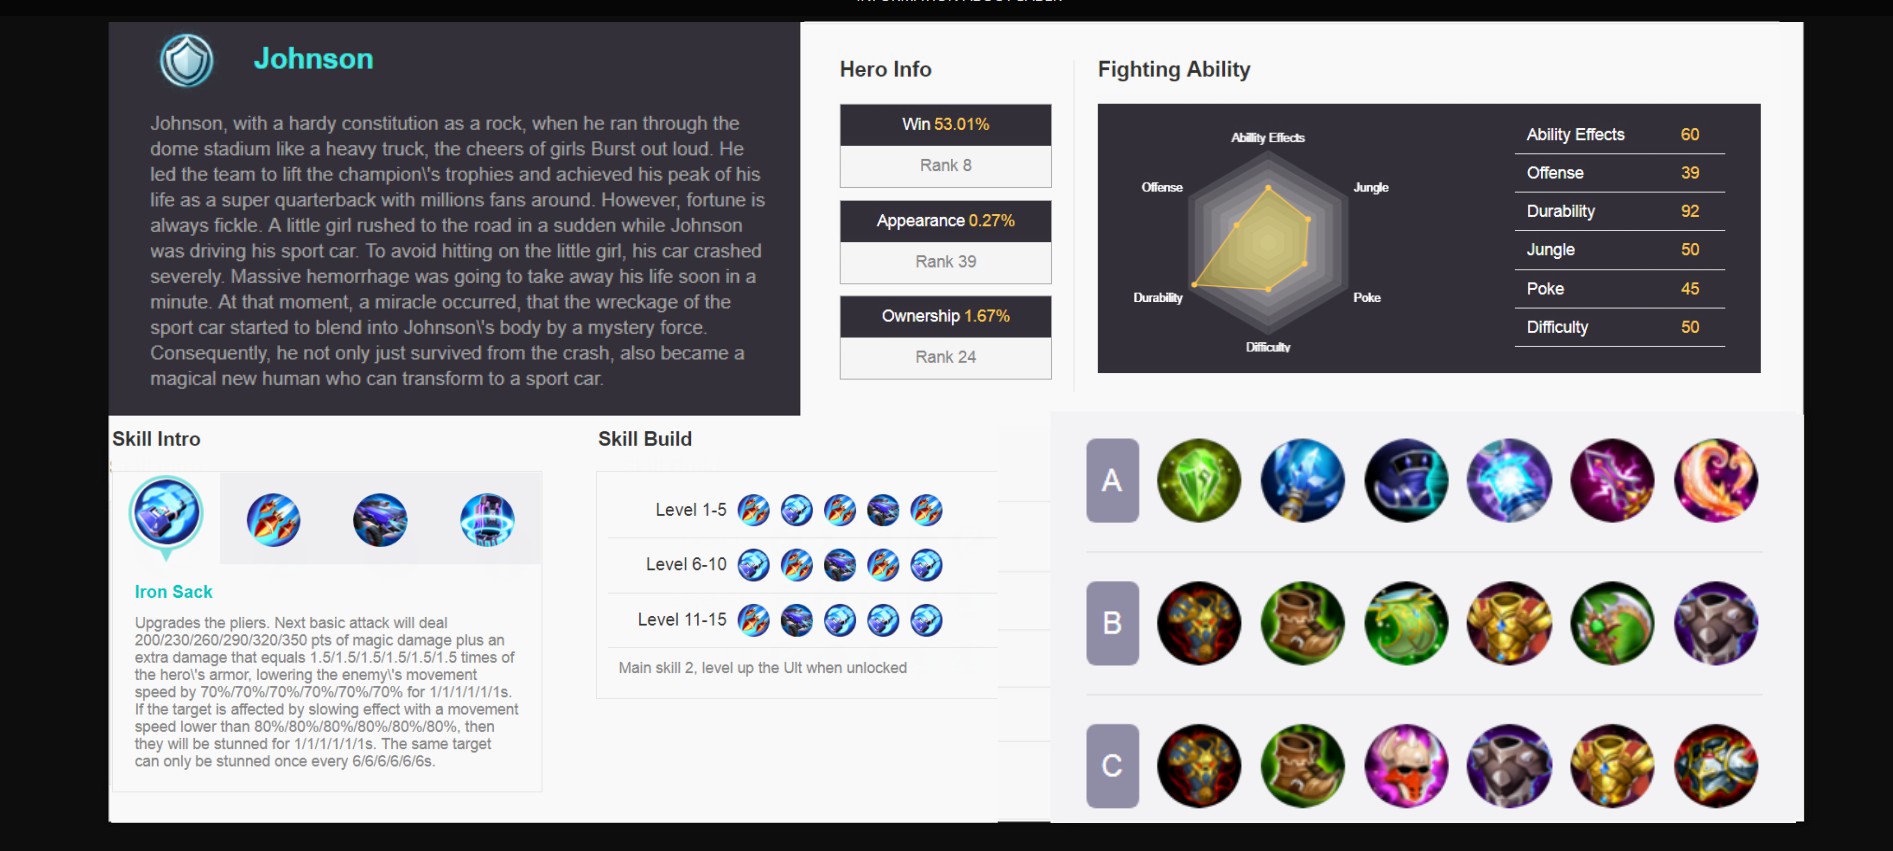 Johnson
Johnson, with a hardy constitution as a rock, when he ran through the
dome stadium like a heavy truck, the cheers of girls Burst out loud. He
led the team to lift the champion\'s trophies and achieved his peak of his
life as a super quarterback with millions fans around. However, fortune is
always fickle. A little girl rushed to the road in a sudden while Johnson
was driving his sport car. To avoid hitting on the little girl, his car crashed
severely. Massive hemorrhage was going to take away his life soon in a
minute. At that moment, a miracle occurred, that the wreckage of the
sport car started to blend into Johnson\'s body by a mystery force.
Consequently, he not only just survived from the crash, also became a
magical new human who can transform to a sport car.
Hero Info
Win 53.01%
Rank 8
Appearance 0.27%
Rank 39
Ownership 1.67%
Rank 24
Fighting Ability
Abillity Effects
Offense
Jungle
Durability
Poke
Difficulty
Ability Effects 60
Offense 39
Durability 92
Jungle 50
Poke 45
Difficulty 50
Skill Intro
Iron Sack
Upgrades the pliers. Next basic attack will deal
200/230/260/290/320/350 pts of magic damage plus an
extra damage that equals 1.5/1.5/1.5/1.5/1.5/1.5 times of
the hero\'s armor, lowering the enemy\'s movement
speed by 70%/70%/70%/70%/70%/70% for 1/1/1/1/1/1s.
If the target is affected by slowing effect with a movement
speed lower than 80%/80%/80%/80%/80%/80%, then
they will be stunned for 1/1/1/1/1/1s. The same target
can only be stunned once every 6/6/6/6/6/6s.
Skill Build
Level 1-5
Level 6-10
Level 11-15
Main skill 2, level up the Ult when unlocked
A
B
C